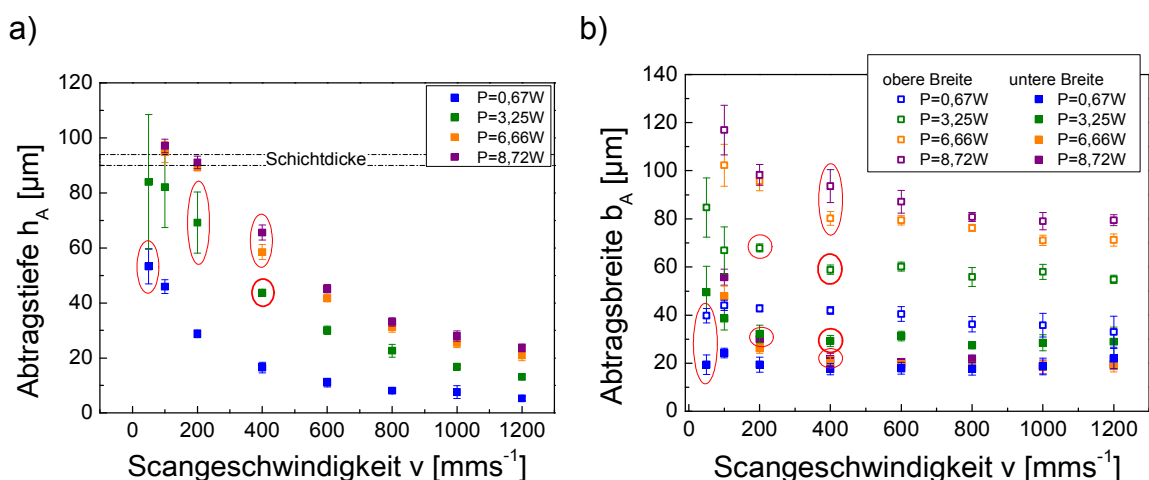 a)
120
100
80
60
40
20
0
Abtragstiefe h_A [µm]
Schichtdicke
P=0,67W
P=3,25W
P=6,66W
P=8,72W
0 200 400 600 800 1000 1200
Scangeschwindigkeit v [mms⁻¹]
b)
140
120
100
80
60
40
20
0
Abtragsbreite b_A [µm]
obere Breite untere Breite
P=0,67W P=0,67W
P=3,25W P=3,25W
P=6,66W P=6,66W
P=8,72W P=8,72W
0 200 400 600 800 1000 1200
Scangeschwindigkeit v [mms⁻¹]